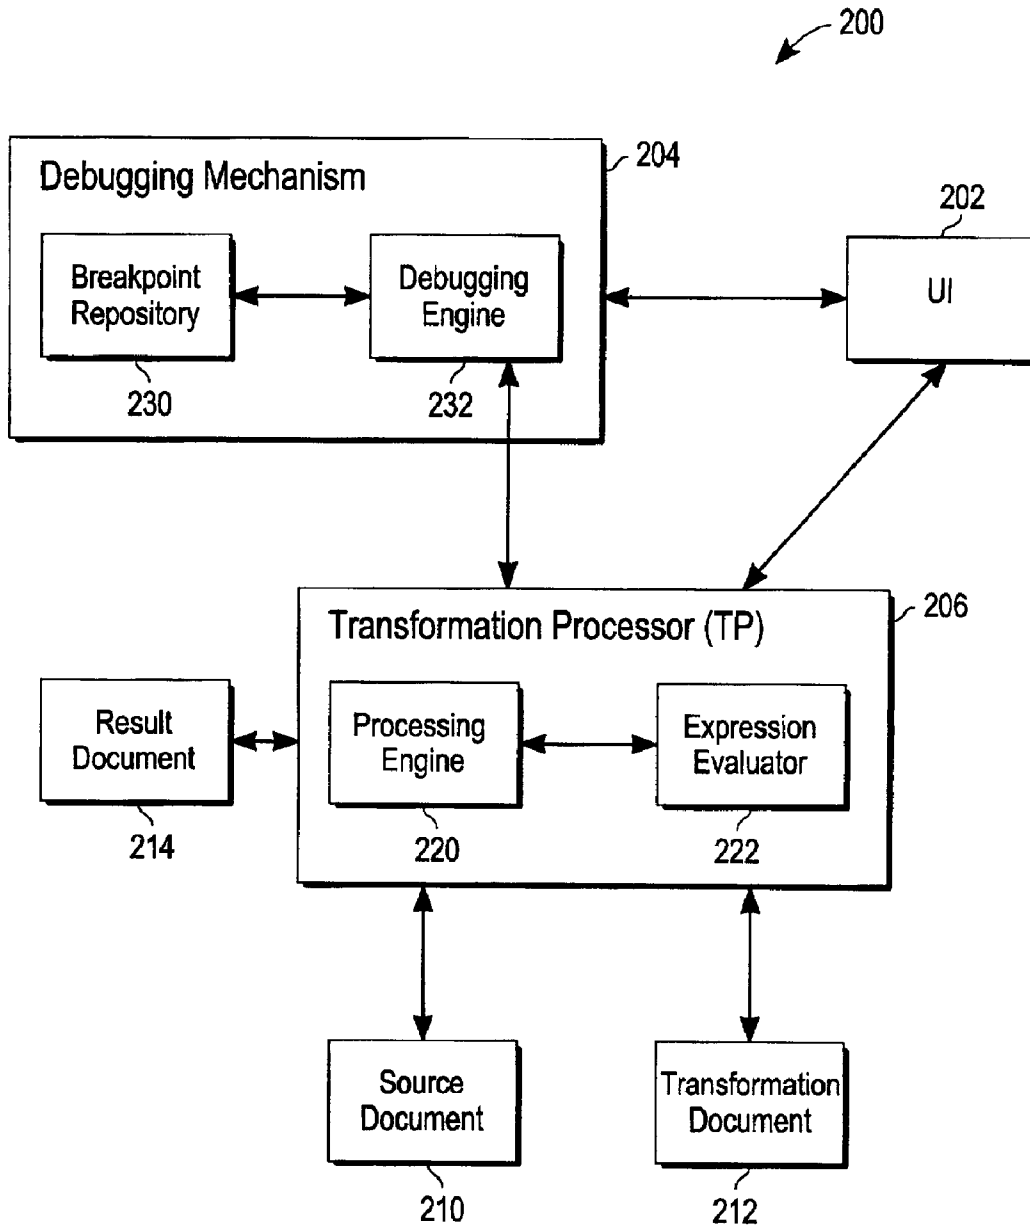 200
Debugging Mechanism
204
Breakpoint
Repository
230
Debugging
Engine
232
202
UI
Transformation Processor (TP)
206
Result
Document
214
Processing
Engine
220
Expression
Evaluator
222
Source
Document
210
Transformation
Document
212